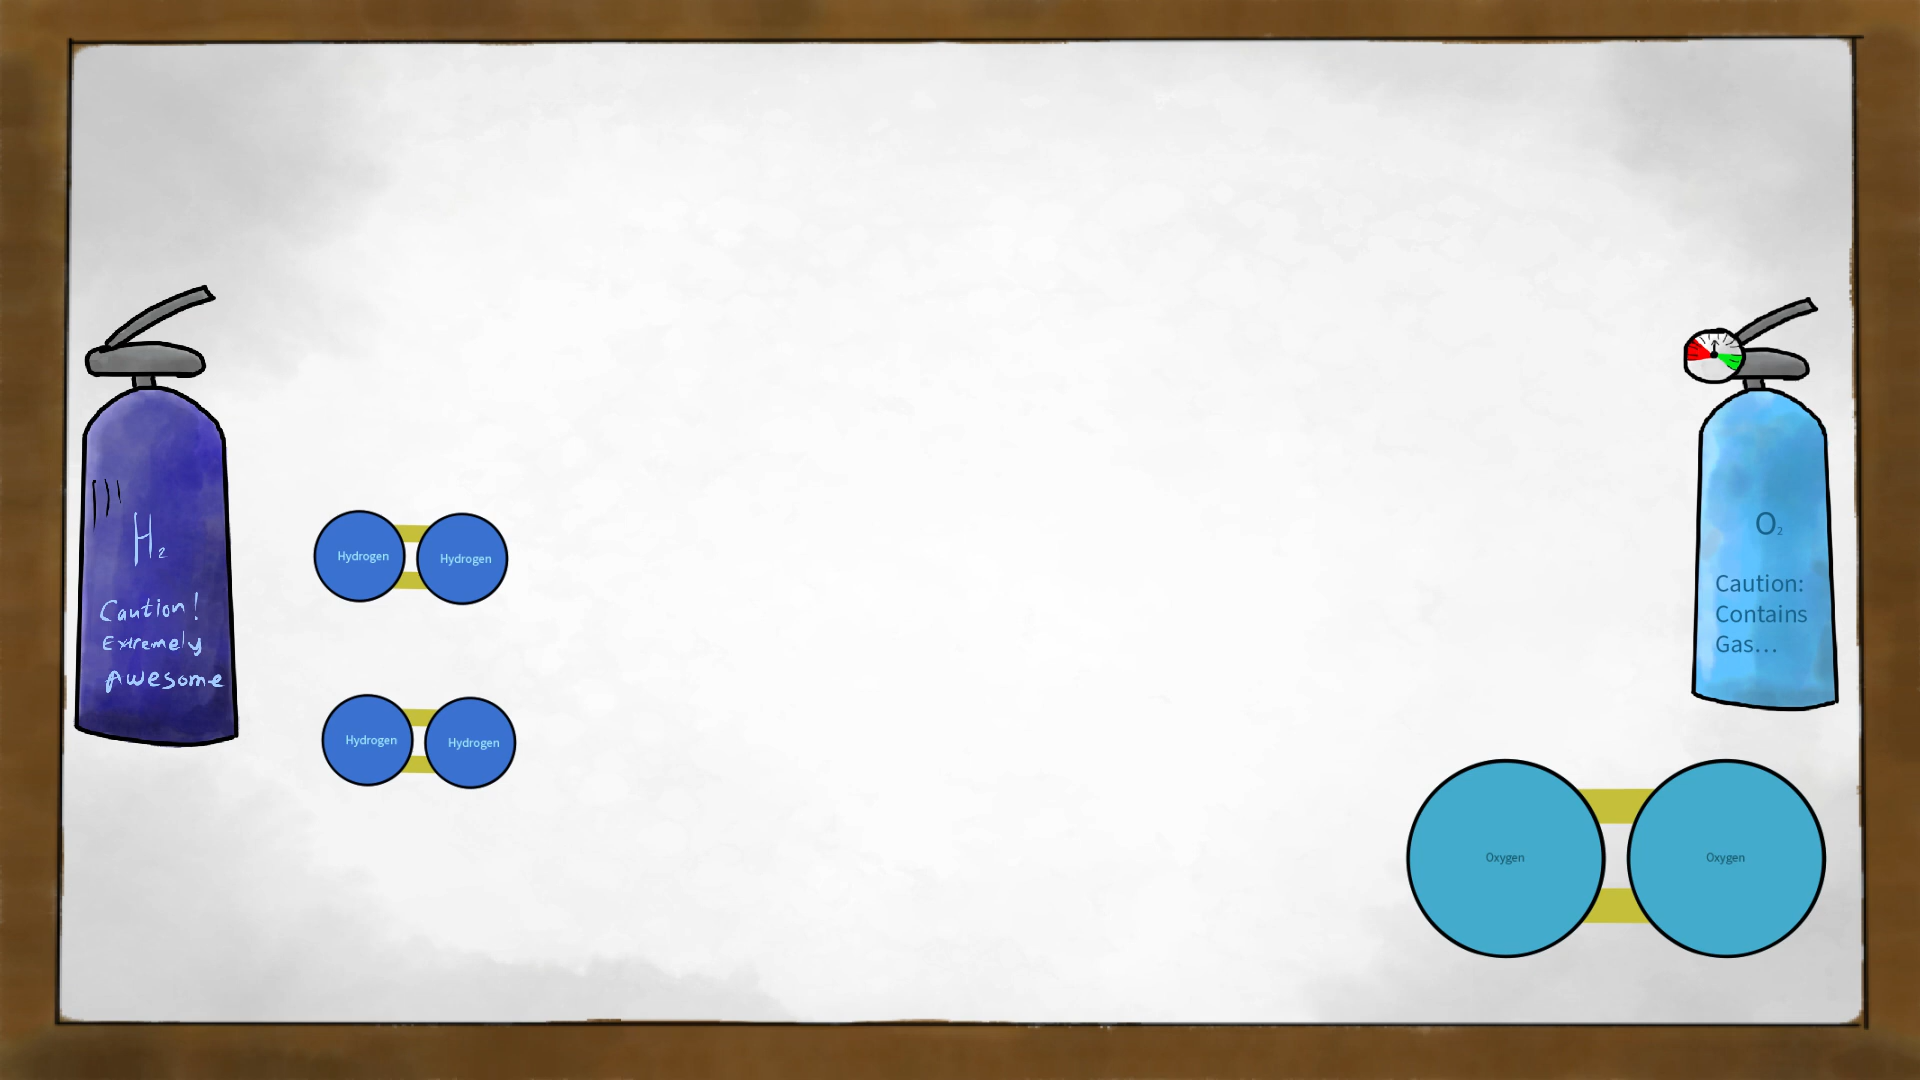 H₂
Caution!
Extremely
Awesome
Hydrogen Hydrogen
Hydrogen Hydrogen
O₂
Caution:
Contains
Gas...
Oxygen Oxygen